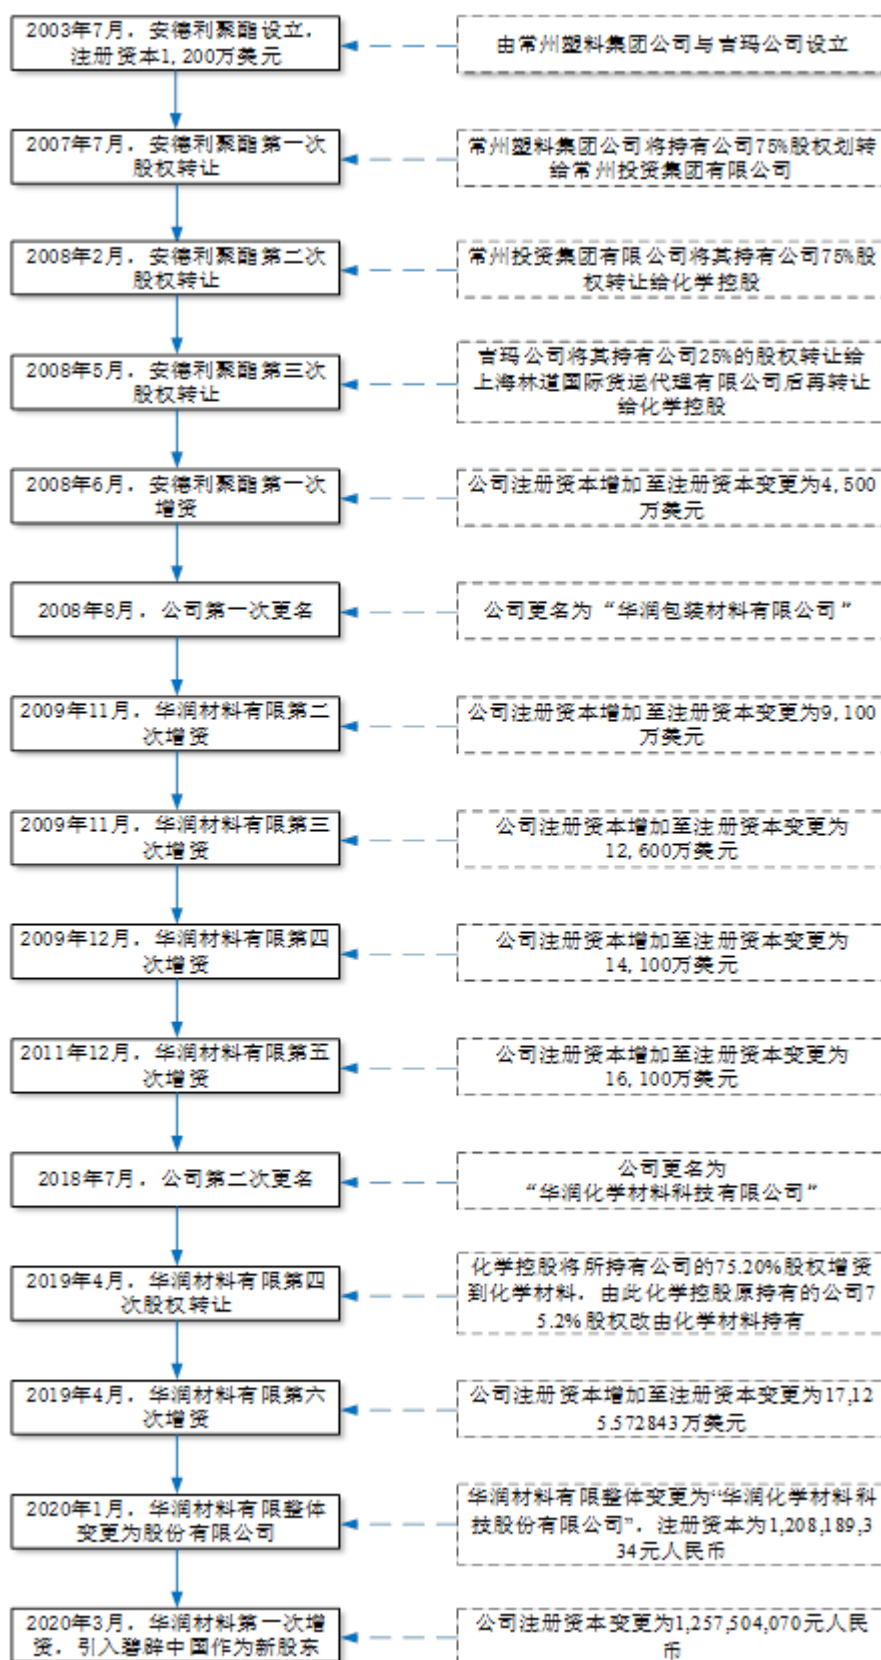 2003年7月，安德利聚酯设立，
注册资本1,200万美元
由常州塑料集团公司与吉玛公司设立
2007年7月，安德利聚酯第一次
股权转让
常州塑料集团公司将持有公司75%股权划转
给常州投资集团有限公司
2008年2月，安德利聚酯第二次
股权转让
常州投资集团有限公司将其持有公司75%股
权转让给化学控股
2008年5月，安德利聚酯第三次
股权转让
吉玛公司将其持有公司25%的股权转让给
上海林道国际货运代理有限公司后再转让
给化学控股
2008年6月，安德利聚酯第一次
增资
公司注册资本增加至注册资本变更为4,500
万美元
2008年8月，公司第一次更名
公司更名为“华润包装材料有限公司”
2009年11月，华润材料有限第二
次增资
公司注册资本增加至注册资本变更为9,100
万美元
2009年11月，华润材料有限第三
次增资
公司注册资本增加至注册资本变更为
12,600万美元
2009年12月，华润材料有限第四
次增资
公司注册资本增加至注册资本变更为
14,100万美元
2011年12月，华润材料有限第五
次增资
公司注册资本增加至注册资本变更为
16,100万美元
2018年7月，公司第二次更名
公司更名为
“华润化学材料科技有限公司”
2019年4月，华润材料有限第四
次股权转让
化学控股将所持有公司的75.20%股权增资
到化学材料，由此化学控股原持有的公司7
5.2%股权改由化学材料持有
2019年4月，华润材料有限第六
次增资
公司注册资本增加至注册资本变更为17,12
5.572843万美元
2020年1月，华润材料有限整体
变更为股份有限公司
华润材料有限整体变更为“华润化学材料科
技股份有限公司”，注册资本为1,208,189,3
34元人民币
2020年3月，华润材料第一次增
资，引入碧辟中国作为新股东
公司注册资本变更为1,257,504,070元人民
币